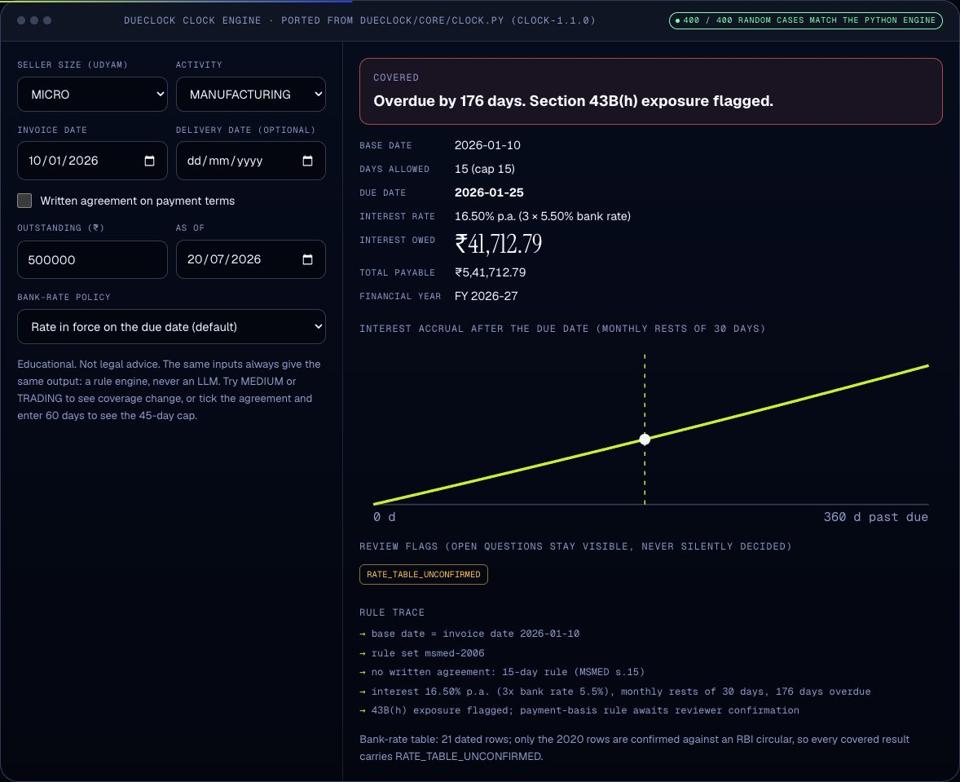 DUECLOCK CLOCK ENGINE · PORTED FROM DUECLOCK/CORE/CLOCK.PY (CLOCK-1.1.0)
400 / 400 RANDOM CASES MATCH THE PYTHON ENGINE
SELLER SIZE (UDYAM)
ACTIVITY
MICRO
MANUFACTURING
INVOICE DATE
DELIVERY DATE (OPTIONAL)
10/01/2026
dd/mm/yyyy
Written agreement on payment terms
OUTSTANDING (₹)
AS OF
500000
20/07/2026
BANK-RATE POLICY
Rate in force on the due date (default)
Educational. Not legal advice. The same inputs always give the
same output: a rule engine, never an LLM. Try MEDIUM or
TRADING to see coverage change, or tick the agreement and
enter 60 days to see the 45-day cap.
COVERED
Overdue by 176 days. Section 43B(h) exposure flagged.
BASE DATE 2026-01-10
DAYS ALLOWED 15 (cap 15)
DUE DATE 2026-01-25
INTEREST RATE 16.50% p.a. (3 × 5.50% bank rate)
INTEREST OWED ₹41,712.79
TOTAL PAYABLE ₹5,41,712.79
FINANCIAL YEAR FY 2026-27
INTEREST ACCRUAL AFTER THE DUE DATE (MONTHLY RESTS OF 30 DAYS)
0 d
360 d past due
REVIEW FLAGS (OPEN QUESTIONS STAY VISIBLE, NEVER SILENTLY DECIDED)
RATE_TABLE_UNCONFIRMED
RULE TRACE
→ base date = invoice date 2026-01-10
→ rule set msmed-2006
→ no written agreement: 15-day rule (MSMED s.15)
→ interest 16.50% p.a. (3x bank rate 5.5%), monthly rests of 30 days, 176 days overdue
→ 43B(h) exposure flagged; payment-basis rule awaits reviewer confirmation
Bank-rate table: 21 dated rows; only the 2020 rows are confirmed against an RBI circular, so every covered result
carries RATE_TABLE_UNCONFIRMED.